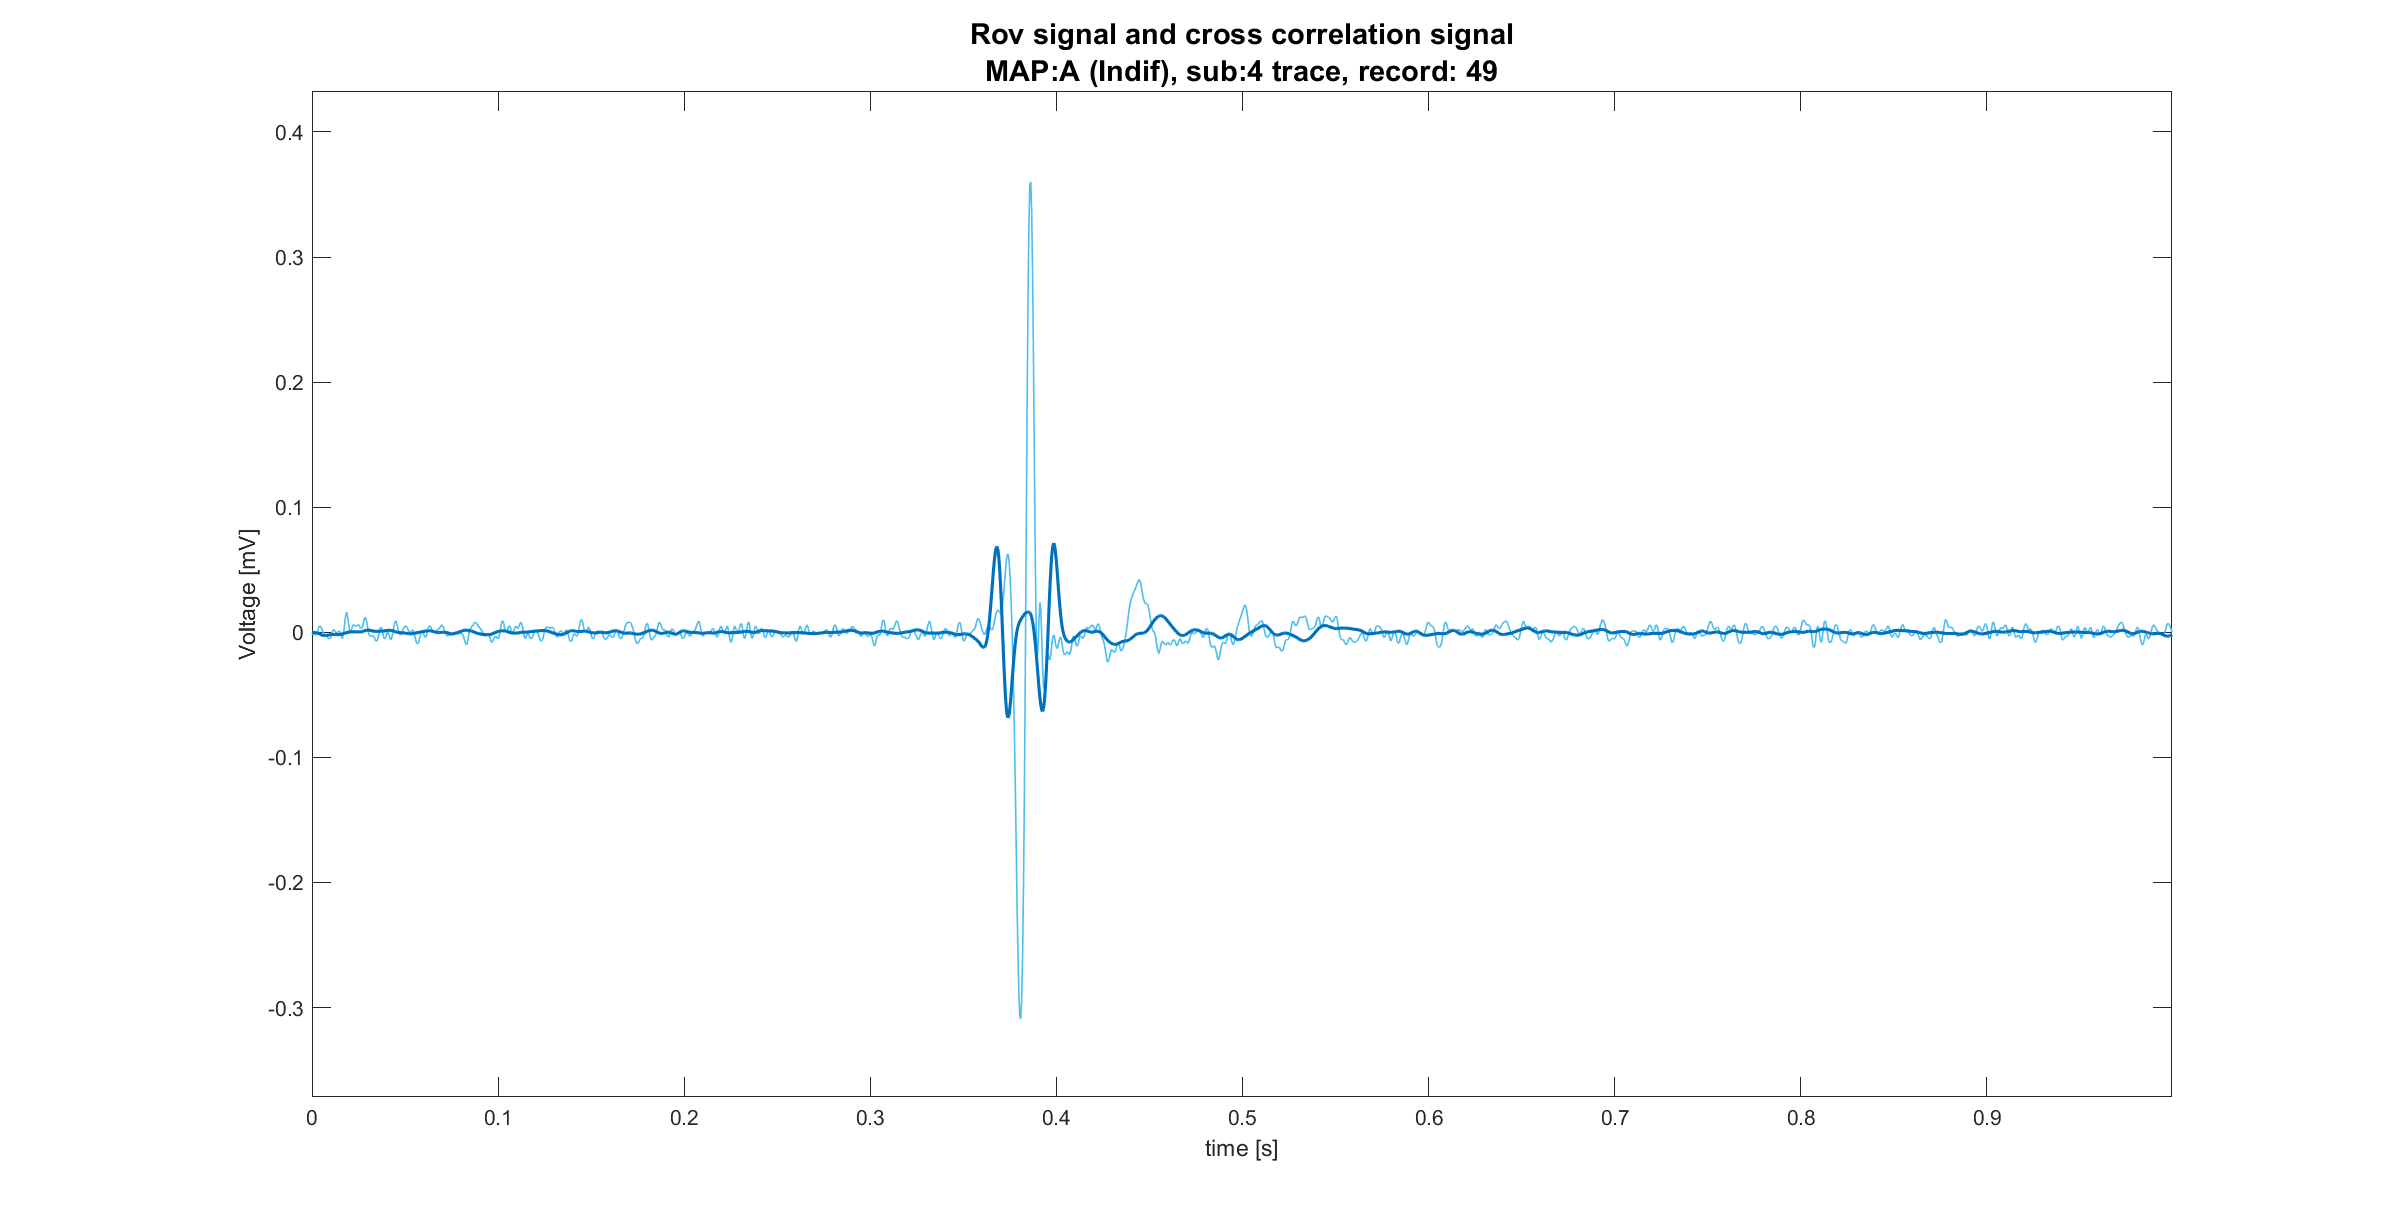 Rov signal and cross correlation signal
MAP:A (Indif), sub:4 trace, record: 49
Voltage [mV]
0.4
0.3
0.2
0.1
0
-0.1
-0.2
-0.3
0 0.1 0.2 0.3 0.4 0.5 0.6 0.7 0.8 0.9
time [s]